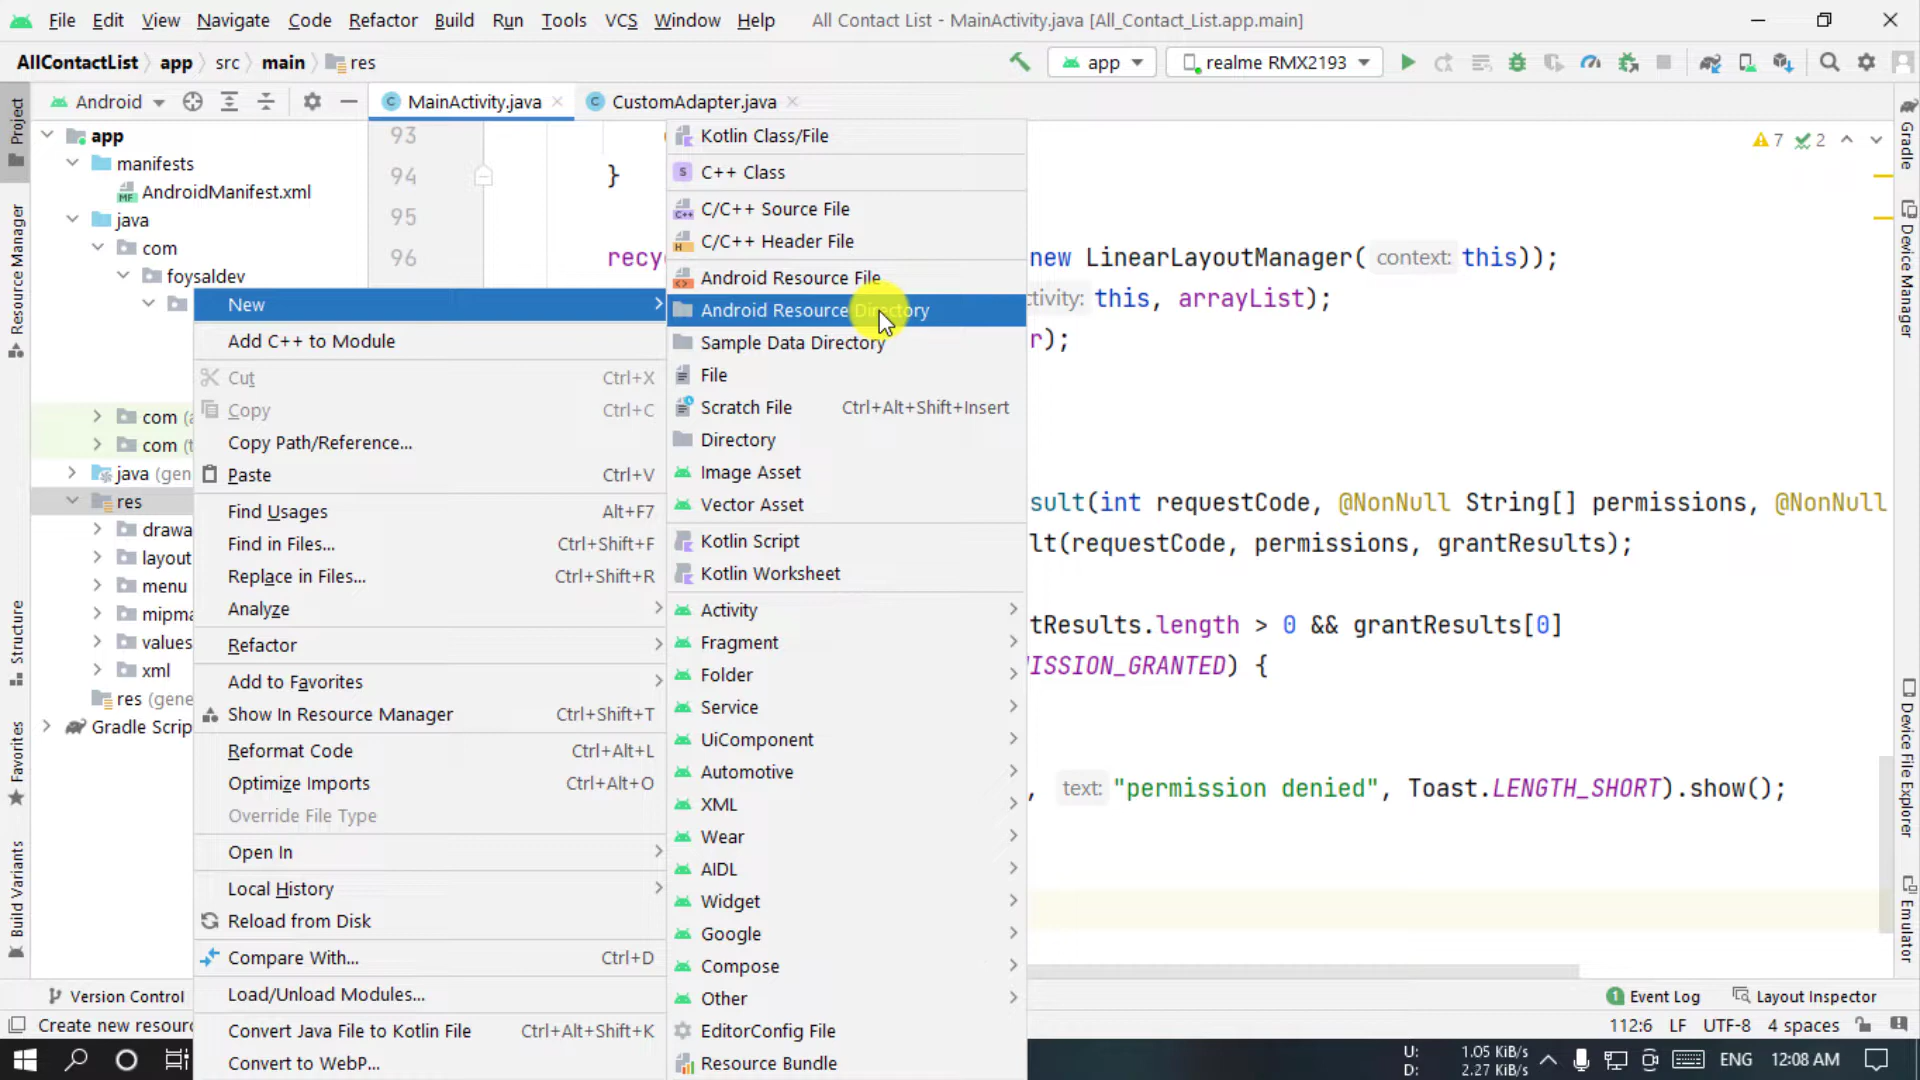 File Edit View Navigate Code Refactor Build Run Tools VCS Window Help All Contact List - MainActivity.java [All_Contact_List.app.main]
AllContactList app src main res app realme RMX2193
Android MainActivity.java CustomAdapter.java
Project
Resource Manager
Structure
Favorites
Build Variants
app
manifests
AndroidManifest.xml
java
com
foysaldev
com
com
java (gen
res
drawa
layout
menu
mipma
values
xml
res (gene
Gradle Scrip
New
Add C++ to Module
Cut Ctrl+X
Copy Ctrl+C
Copy Path/Reference...
Paste Ctrl+V
Find Usages Alt+F7
Find in Files... Ctrl+Shift+F
Replace in Files... Ctrl+Shift+R
Analyze
Refactor
Add to Favorites
Show In Resource Manager Ctrl+Shift+T
Reformat Code Ctrl+Alt+L
Optimize Imports Ctrl+Alt+O
Override File Type
Open In
Local History
Reload from Disk
Compare With... Ctrl+D
Load/Unload Modules...
Convert Java File to Kotlin File Ctrl+Alt+Shift+K
Convert to WebP...
Kotlin Class/File
C++ Class
C/C++ Source File
C/C++ Header File
Android Resource File
Android Resource Directory
Sample Data Directory
File
Scratch File Ctrl+Alt+Shift+Insert
Directory
Image Asset
Vector Asset
Kotlin Script
Kotlin Worksheet
Activity
Fragment
Folder
Service
UiComponent
Automotive
XML
Wear
AIDL
Widget
Google
Compose
Other
EditorConfig File
Resource Bundle
93
94 }
95
96 recy new LinearLayoutManager( context: this));
tivity: this, arrayList);
r);
sult(int requestCode, @NonNull String[] permissions, @NonNull
lt(requestCode, permissions, grantResults);
tResults.length > 0 && grantResults[0]
ISSION_GRANTED) {
, text: "permission denied", Toast.LENGTH_SHORT).show();
7 2
Gradle
Device Manager
Device File Explorer
Emulator
Version Control 1 Event Log Layout Inspector
Create new resour 112:6 LF UTF-8 4 spaces
U: 1.05 KiB/s
D: 2.27 KiB/s
ENG 12:08 AM